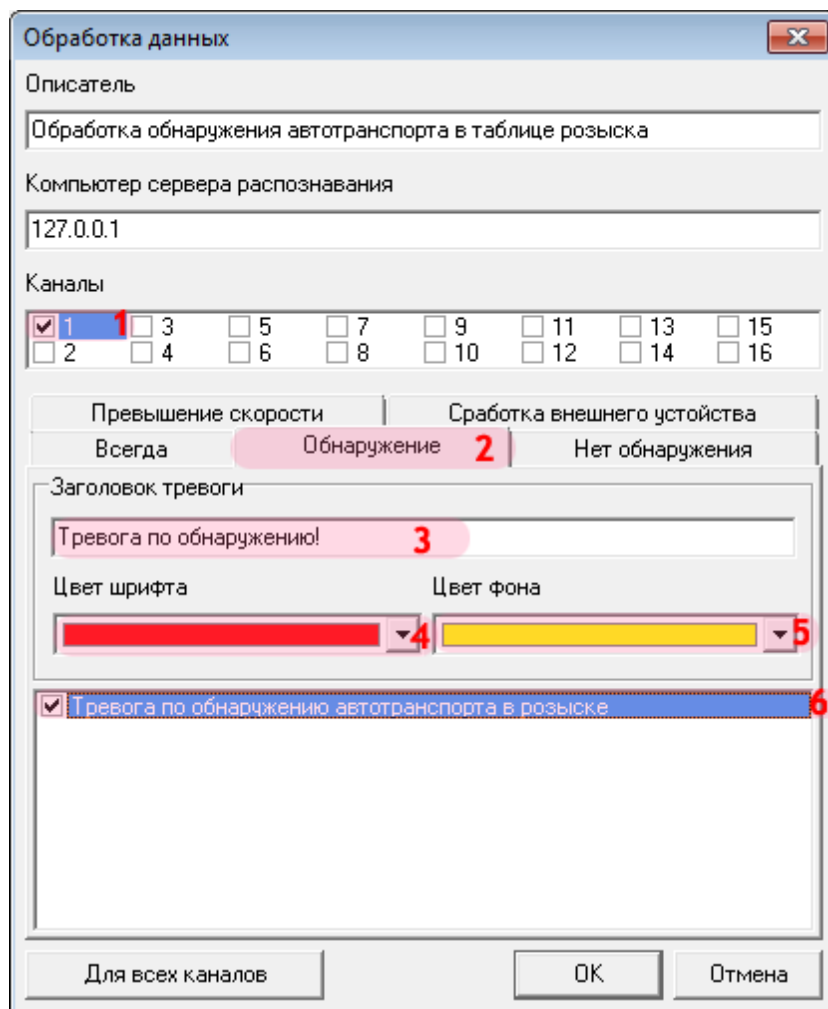 Обработка данных
Описатель
Обработка обнаружения автотранспорта в таблице розыска
Компьютер сервера распознавания
127.0.0.1
Каналы
1 1 3 5 7 9 11 13 15
2 4 6 8 10 12 14 16
Превышение скорости Сработка внешнего устойства
Всегда Обнаружение 2 Нет обнаружения
Заголовок тревоги
Тревога по обнаружению! 3
Цвет шрифта Цвет фона
4 5
Тревога по обнаружению автотранспорта в розыске 6
Для всех каналов OK Отмена